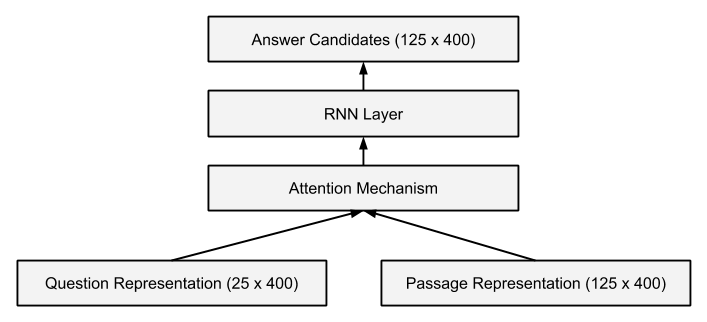 Answer Candidates (125 x 400)
RNN Layer
Attention Mechanism
Question Representation (25 x 400)
Passage Representation (125 x 400)